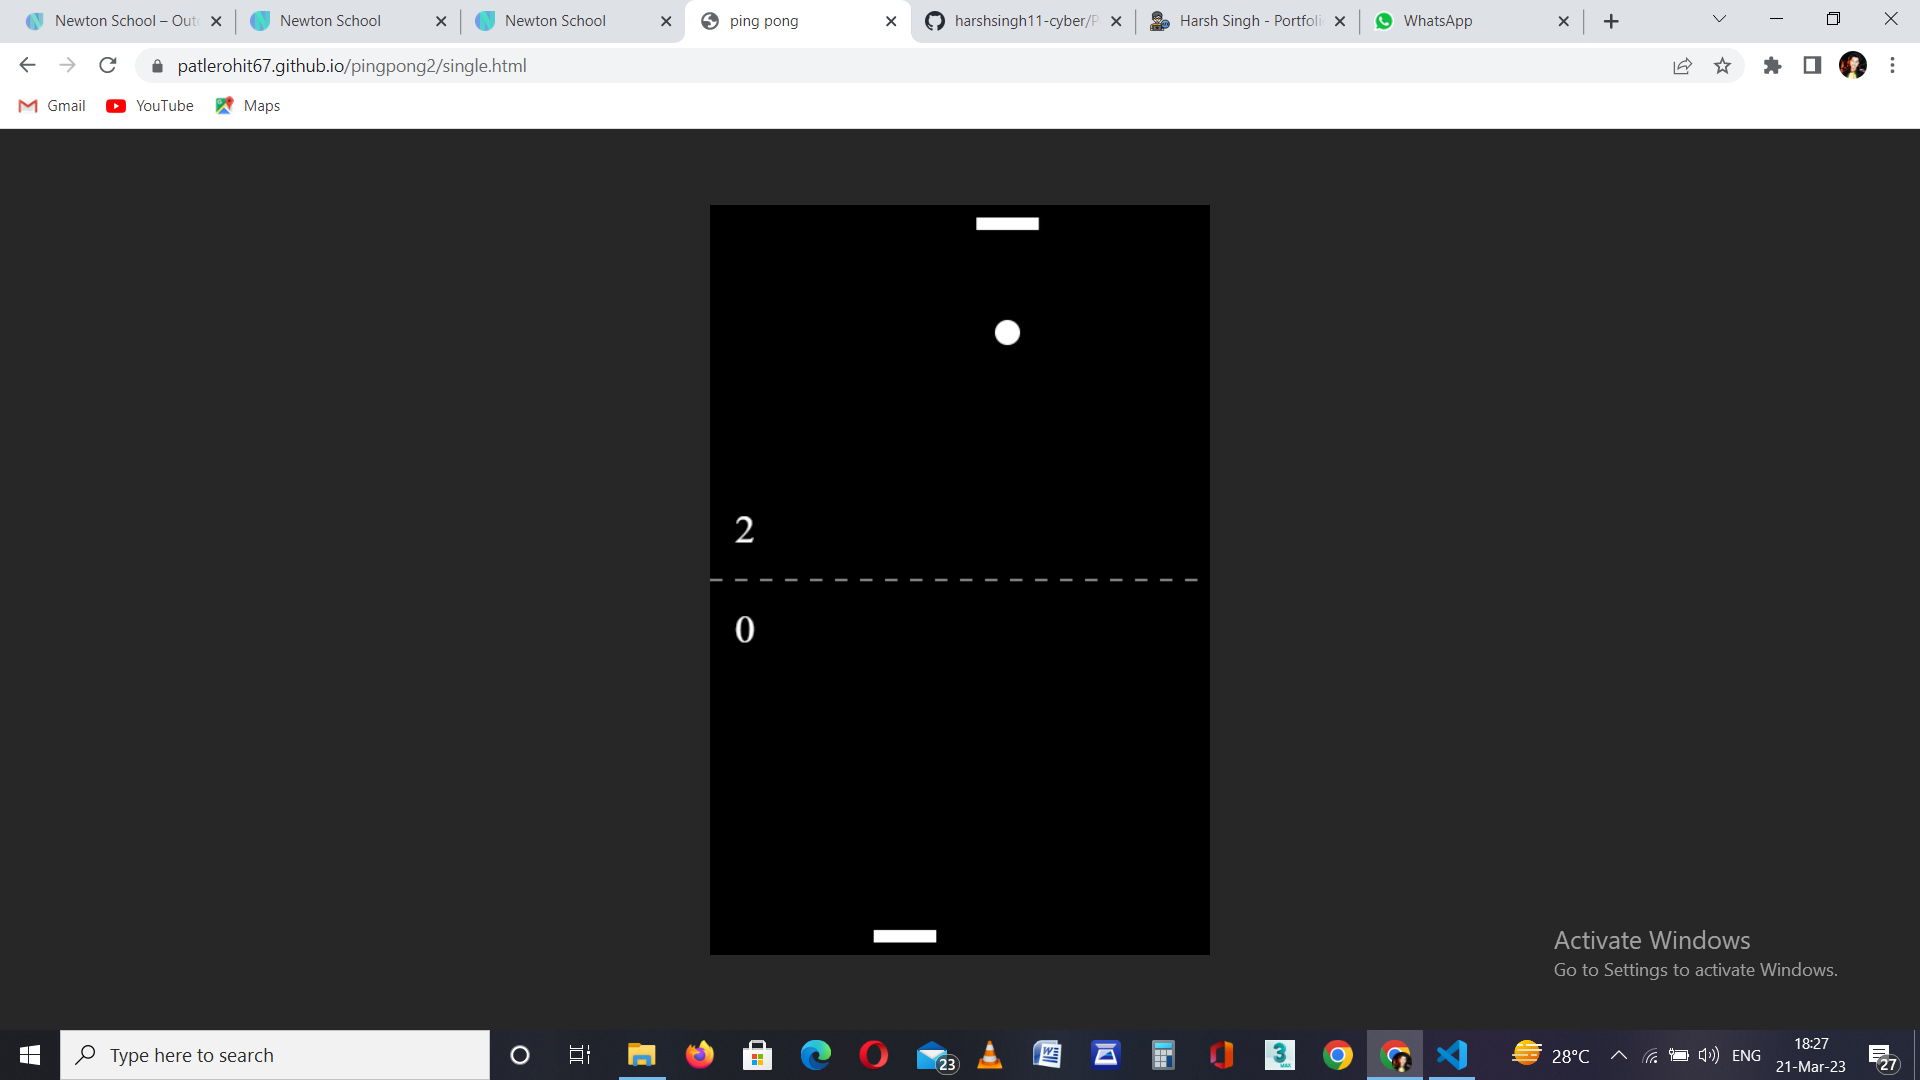 Newton School – Out
Newton School
Newton School
ping pong
harshsingh11-cyber/P
Harsh Singh - Portfoli
WhatsApp
patlerohit67.github.io/pingpong2/single.html
Gmail
YouTube
Maps
2
0
Activate Windows
Go to Settings to activate Windows.
Type here to search
23
28°C
ENG
18:27
21-Mar-23
27